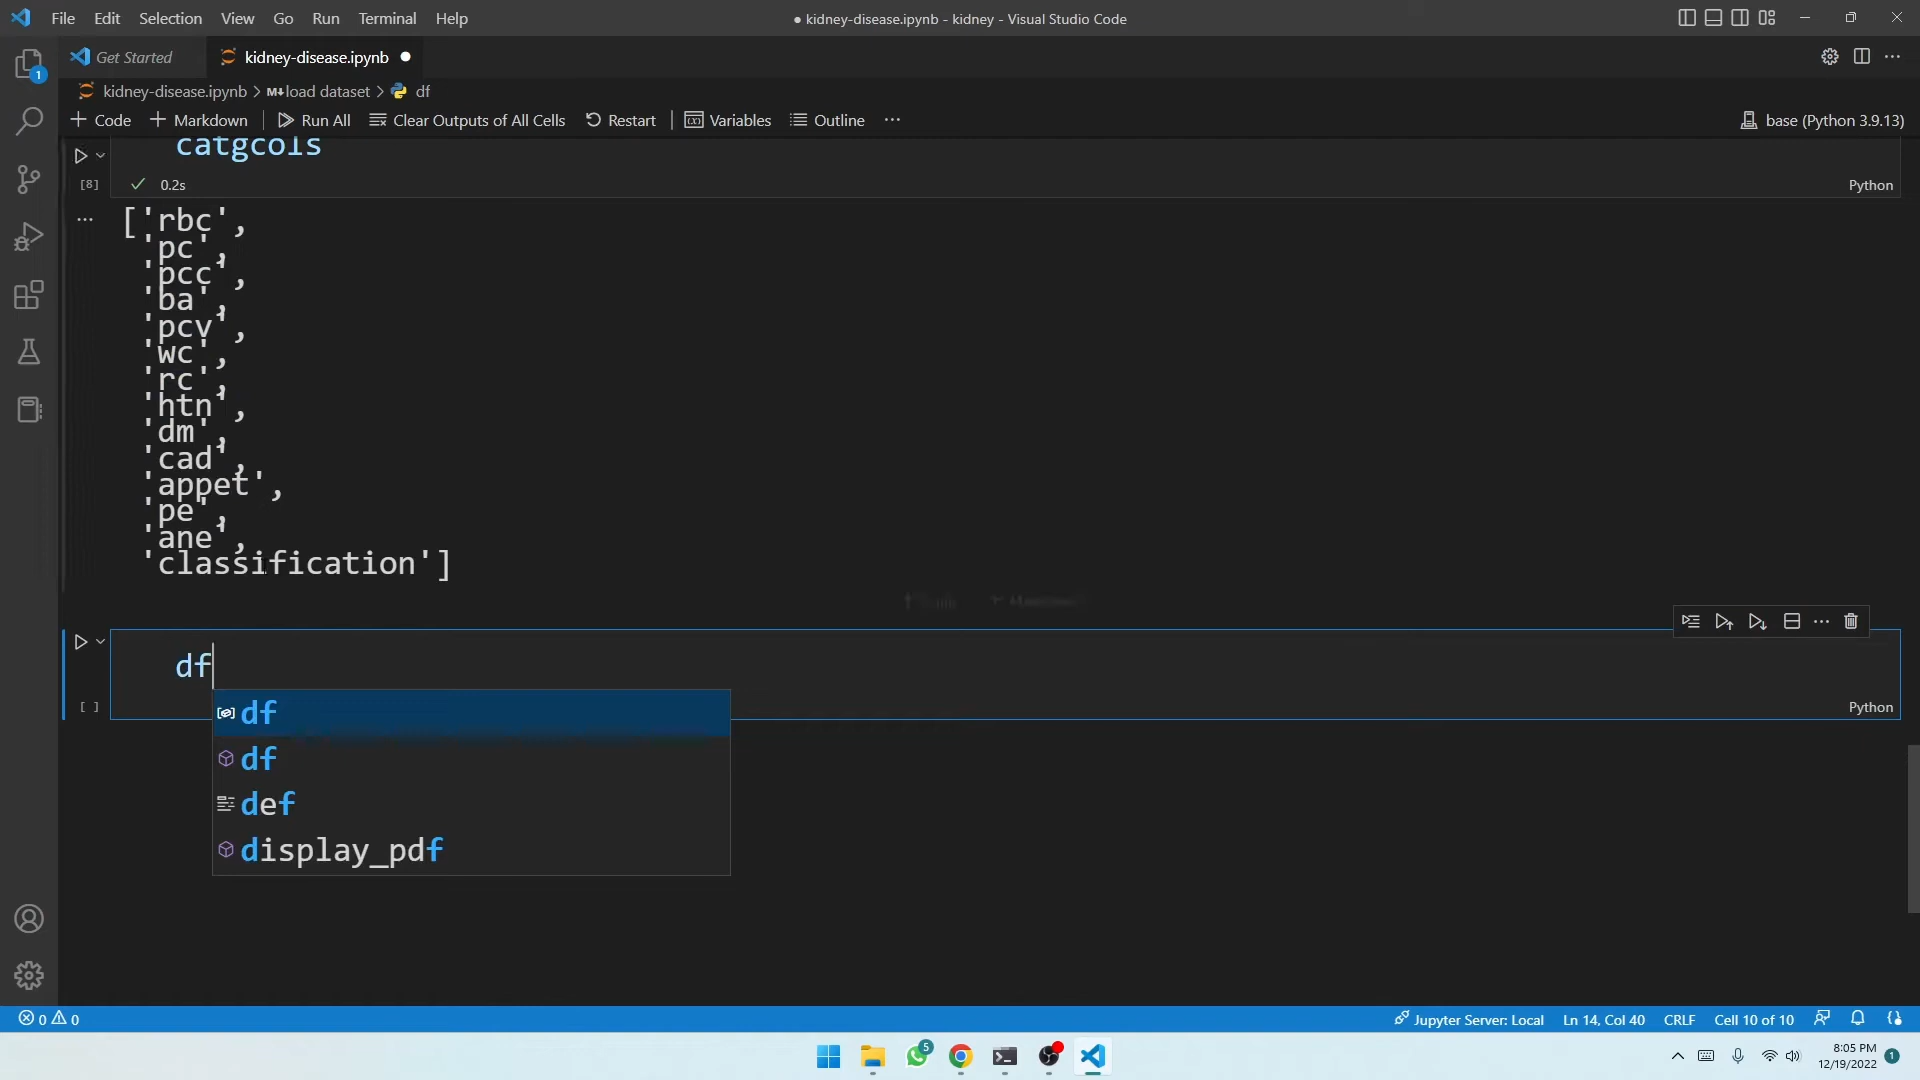 File Edit Selection View Go Run Terminal Help
● kidney-disease.ipynb - kidney - Visual Studio Code
Get Started
kidney-disease.ipynb ●
1
kidney-disease.ipynb > M↓load dataset > df
+ Code + Markdown | Run All Clear Outputs of All Cells Restart | Variables Outline ...
base (Python 3.9.13)
catgcols
[8] ✓ 0.2s
Python
... ['rbc',
'pc',
'pcc',
'ba',
'pcv',
'wc',
'rc',
'htn',
'dm',
'cad',
'appet',
'pe',
'ane',
'classification']
df
[ ]
Python
df
df
def
display_pdf
0 0
Jupyter Server: Local Ln 14, Col 40 CRLF Cell 10 of 10
5
8:05 PM
12/19/2022
1